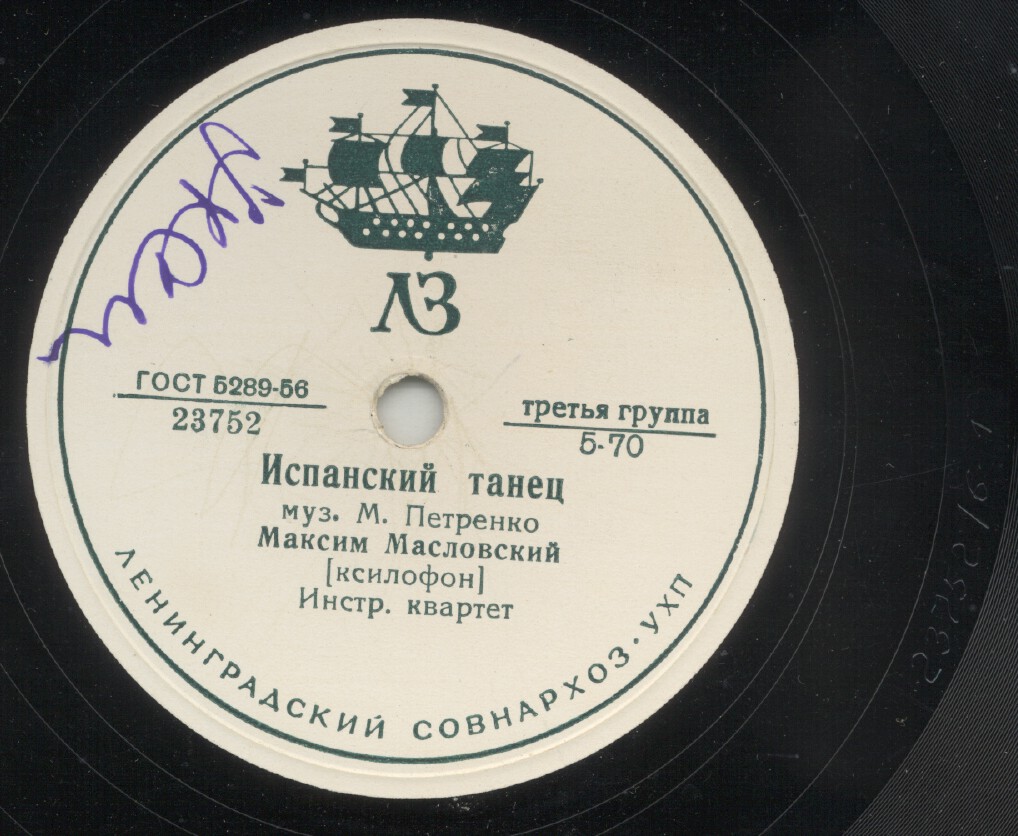 ЛЗ
ГОСТ 5289-56
23752
третья группа
5-70
Испанский танец
муз. М. Петренко
Максим Масловский
[ксилофон]
Инстр. квартет
ЛЕНИНГРАДСКИЙ СОВНАРХОЗ · УХП